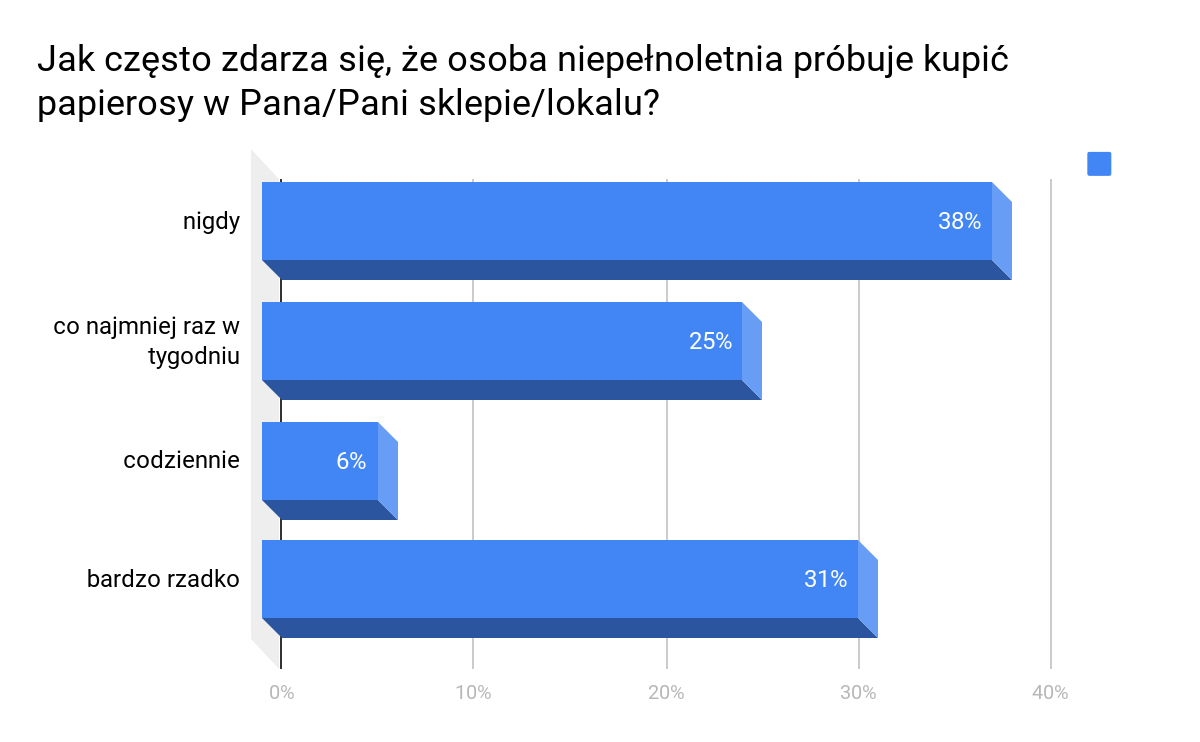 Jak często zdarza się, że osoba niepełnoletnia próbuje kupić
papierosy w Pana/Pani sklepie/lokalu?
nigdy
38%
co najmniej raz w
tygodniu
25%
codziennie
6%
bardzo rzadko
31%
0%
10%
20%
30%
40%